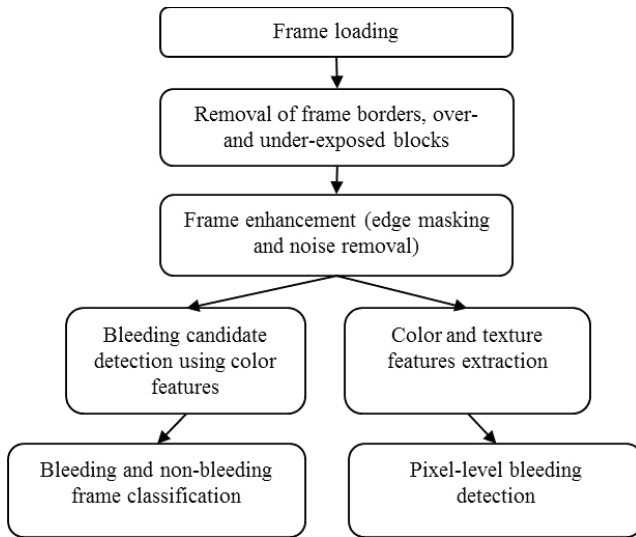 Frame loading
Removal of frame borders, over-
and under-exposed blocks
Frame enhancement (edge masking
and noise removal)
Bleeding candidate
detection using color
features
Color and texture
features extraction
Bleeding and non-bleeding
frame classification
Pixel-level bleeding
detection